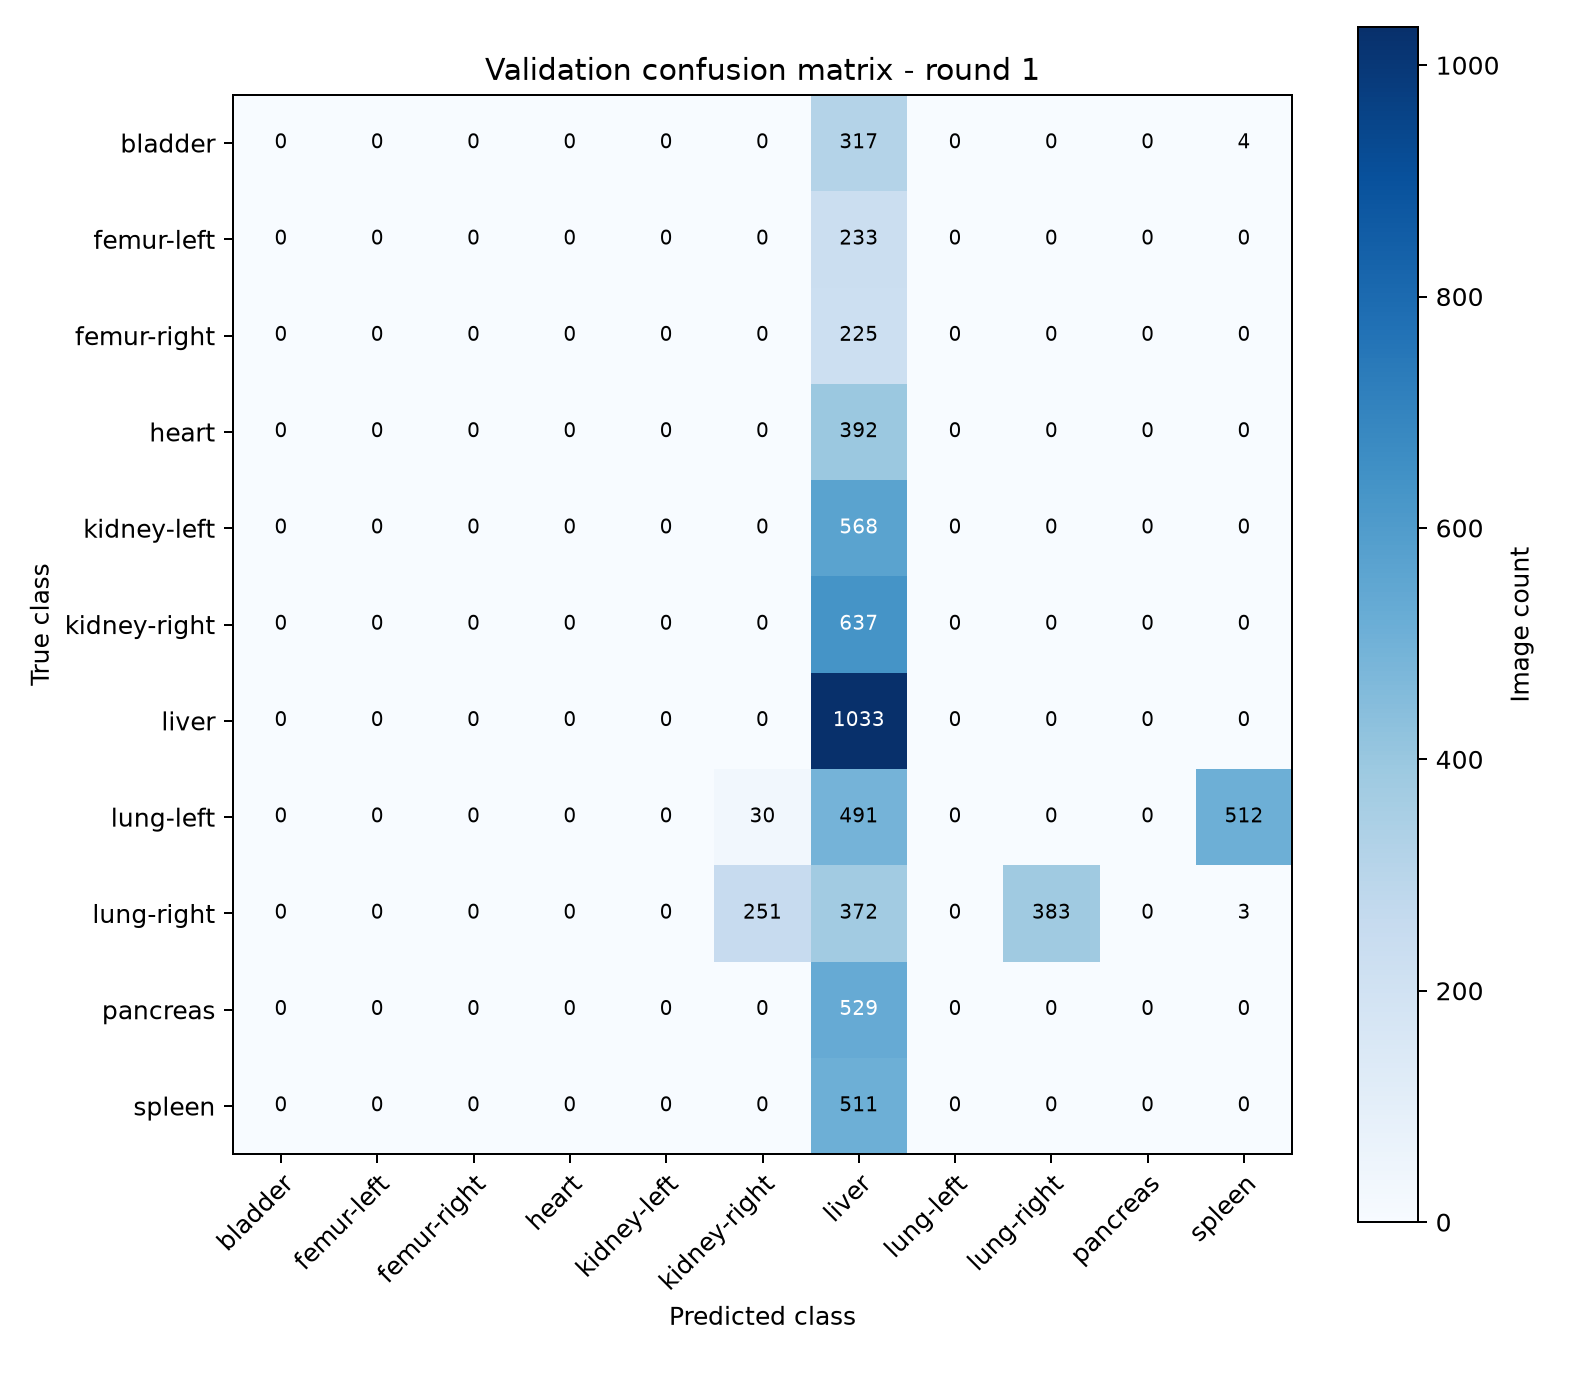 Validation confusion matrix - round 1
True class
bladder 0 0 0 0 0 0 317 0 0 0 4
femur-left 0 0 0 0 0 0 233 0 0 0 0
femur-right 0 0 0 0 0 0 225 0 0 0 0
heart 0 0 0 0 0 0 392 0 0 0 0
kidney-left 0 0 0 0 0 0 568 0 0 0 0
kidney-right 0 0 0 0 0 0 637 0 0 0 0
liver 0 0 0 0 0 0 1033 0 0 0 0
lung-left 0 0 0 0 0 30 491 0 0 0 512
lung-right 0 0 0 0 0 251 372 0 383 0 3
pancreas 0 0 0 0 0 0 529 0 0 0 0
spleen 0 0 0 0 0 0 511 0 0 0 0
bladder femur-left femur-right heart kidney-left kidney-right liver lung-left lung-right pancreas spleen
Predicted class
1000
800
600
400
200
0
Image count